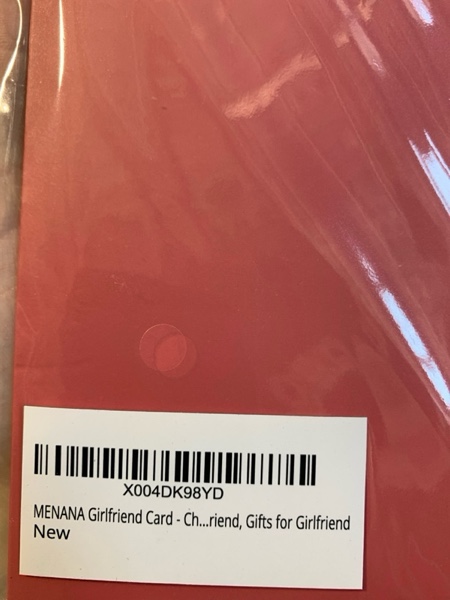 X004DK98YD
MENANA Girlfriend Card - Ch...riend, Gifts for Girlfriend
New